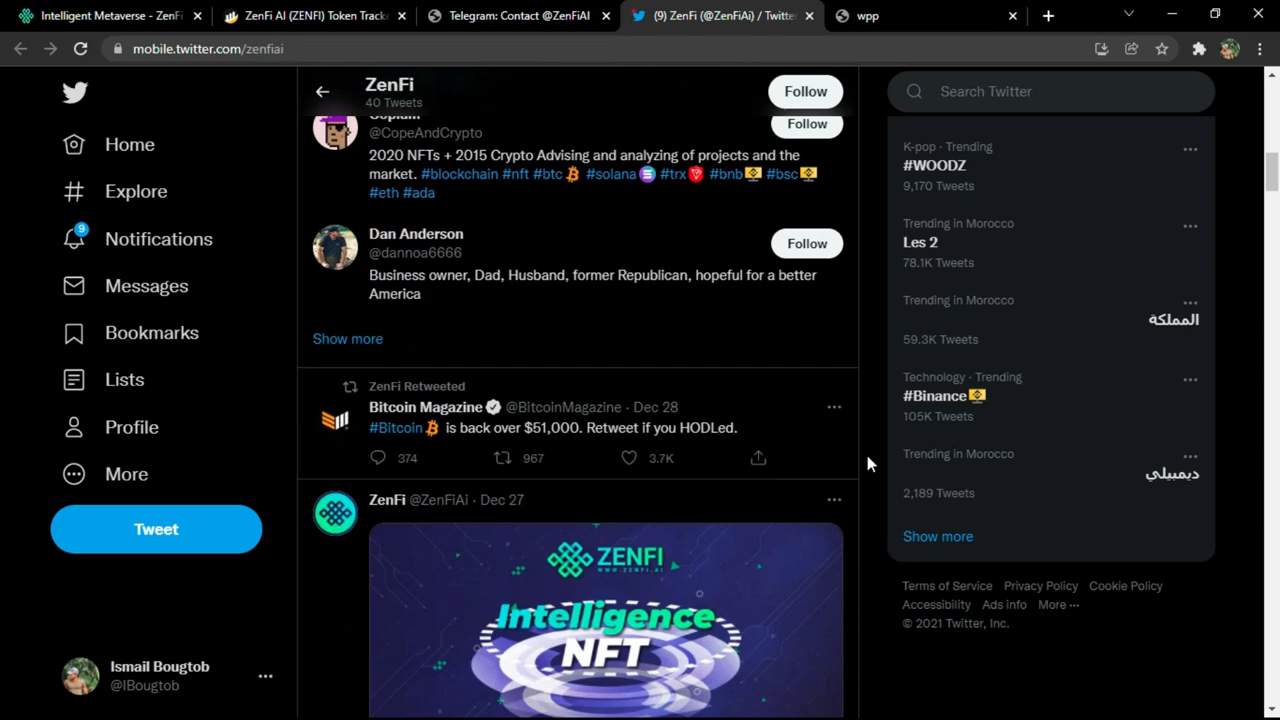 Intelligent Metaverse - ZenFi
ZenFi AI (ZENFI) Token Tracke
Telegram: Contact @ZenFiAI
(9) ZenFi (@ZenFiAi) / Twitte
wpp
mobile.twitter.com/zenfiai
Home
Explore
9
Notifications
Messages
Bookmarks
Lists
Profile
More
Tweet
Ismail Bougtob
@IBougtob
ZenFi
40 Tweets
Follow
@CopeAndCrypto
Follow
2020 NFTs + 2015 Crypto Advising and analyzing of projects and the
market. #blockchain #nft #btc #solana #trx #bnb #bsc
#eth #ada
Dan Anderson
@dannoa6666
Follow
Business owner, Dad, Husband, former Republican, hopeful for a better
America
Show more
ZenFi Retweeted
Bitcoin Magazine @BitcoinMagazine · Dec 28
#Bitcoin is back over $51,000. Retweet if you HODLed.
374 967 3.7K
ZenFi @ZenFiAi · Dec 27
ZENFI
WWW.ZENFI.AI
Intelligence
NFT
Search Twitter
K-pop · Trending
#WOODZ
9,170 Tweets
Trending in Morocco
Les 2
78.1K Tweets
Trending in Morocco
المملكة
59.3K Tweets
Technology · Trending
#Binance
105K Tweets
Trending in Morocco
ديمبيلي
2,189 Tweets
Show more
Terms of Service Privacy Policy Cookie Policy
Accessibility Ads info More ···
© 2021 Twitter, Inc.